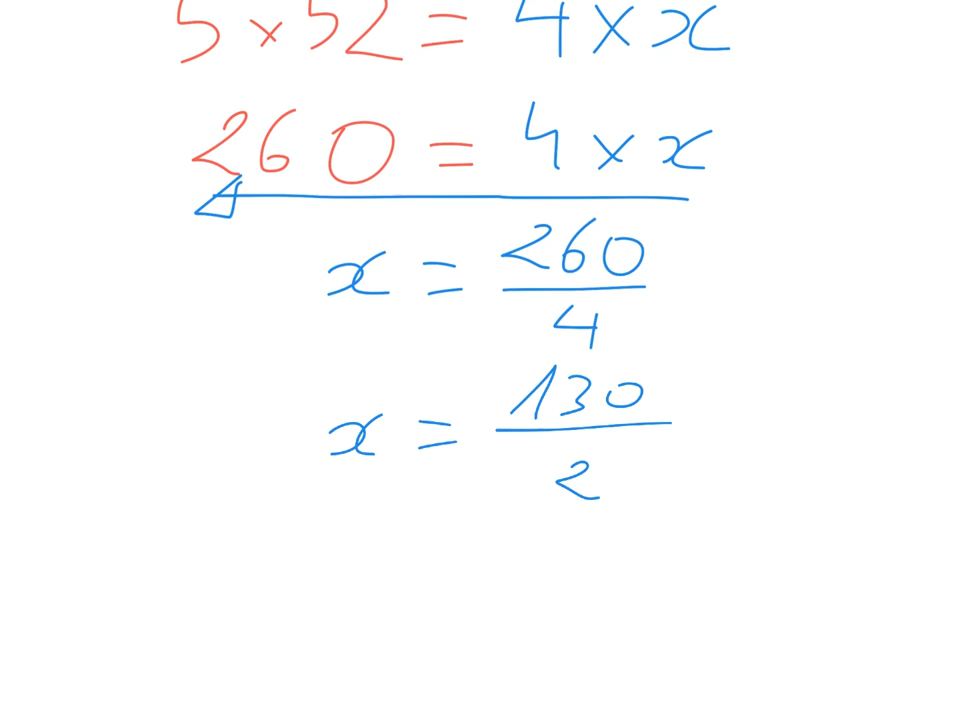 5 × 52 = 4 × x
260 = 4 × x
x = 260/4
x = 130/2